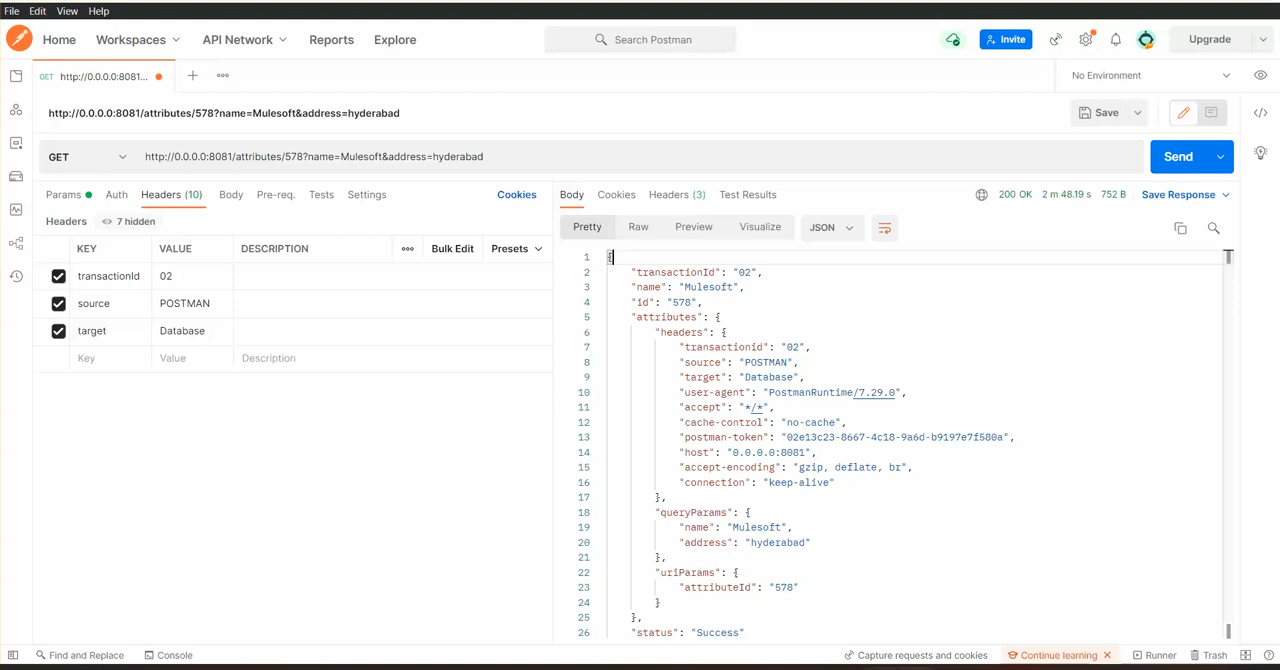 File Edit View Help
Home Workspaces API Network Reports Explore Search Postman Invite Upgrade
GET http://0.0.0.0:8081... No Environment
http://0.0.0.0:8081/attributes/578?name=Mulesoft&address=hyderabad Save
GET http://0.0.0.0:8081/attributes/578?name=Mulesoft&address=hyderabad Send
Params Auth Headers (10) Body Pre-req. Tests Settings Cookies
Headers 7 hidden
KEY VALUE DESCRIPTION Bulk Edit Presets
transactionId 02
source POSTMAN
target Database
Key Value Description
Body Cookies Headers (3) Test Results 200 OK 2 m 48.19 s 752 B Save Response
Pretty Raw Preview Visualize JSON
1 {
2 "transactionId": "02",
3 "name": "Mulesoft",
4 "id": "578",
5 "attributes": {
6 "headers": {
7 "transactionid": "02",
8 "source": "POSTMAN",
9 "target": "Database",
10 "user-agent": "PostmanRuntime/7.29.0",
11 "accept": "*/*",
12 "cache-control": "no-cache",
13 "postman-token": "02e13c23-8667-4c18-9a6d-b9197e7f580a",
14 "host": "0.0.0.0:8081",
15 "accept-encoding": "gzip, deflate, br",
16 "connection": "keep-alive"
17 },
18 "queryParams": {
19 "name": "Mulesoft",
20 "address": "hyderabad"
21 },
22 "uriParams": {
23 "attributeId": "578"
24 }
25 },
26 "status": "Success"
Find and Replace Console Capture requests and cookies Continue learning Runner Trash